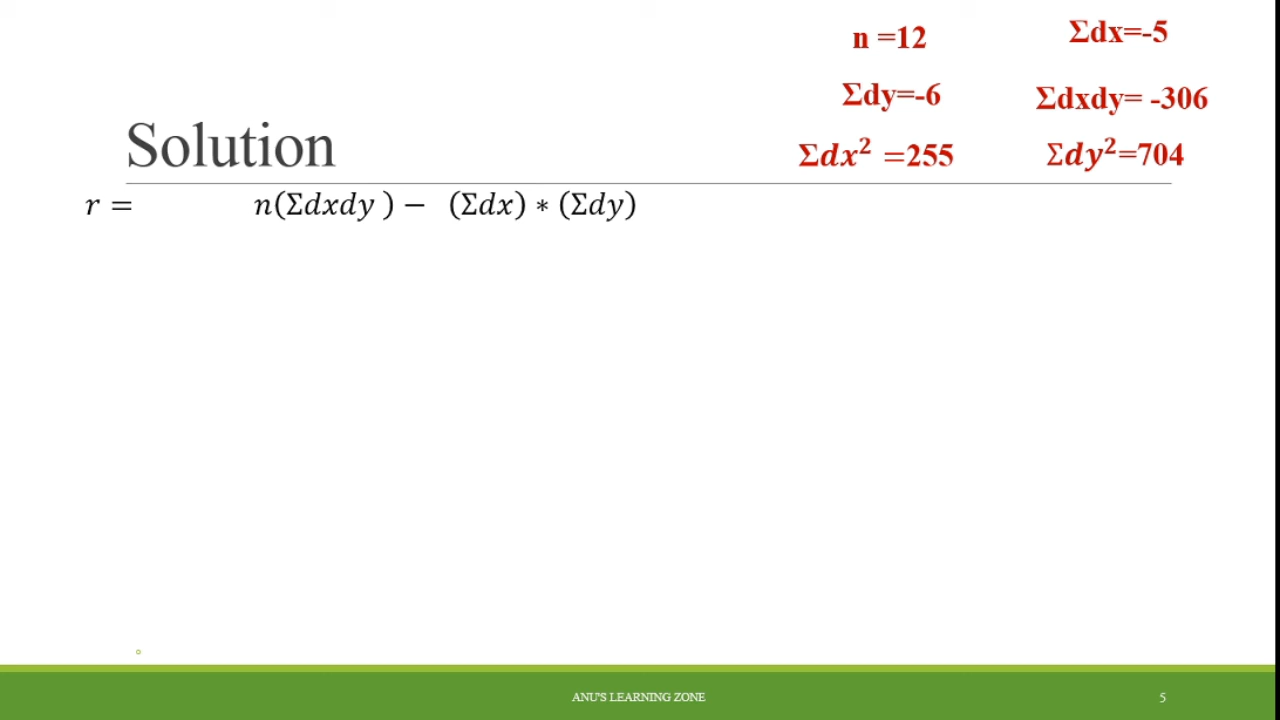 n =12 Σdx=-5
Σdy=-6 Σdxdy= -306
Solution
Σ𝒅𝒙² =255 Σ𝒅𝒚²=704
𝑟 = 𝑛(Σ𝑑𝑥𝑑𝑦 ) − (Σ𝑑𝑥) ∗ (Σ𝑑𝑦)
ANU'S LEARNING ZONE 5